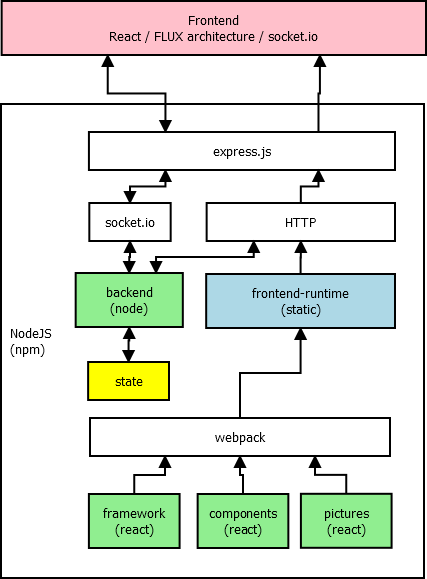 Frontend
React / FLUX architecture / socket.io
express.js
socket.io
HTTP
backend
(node)
frontend-runtime
(static)
NodeJS
(npm)
state
webpack
framework
(react)
components
(react)
pictures
(react)